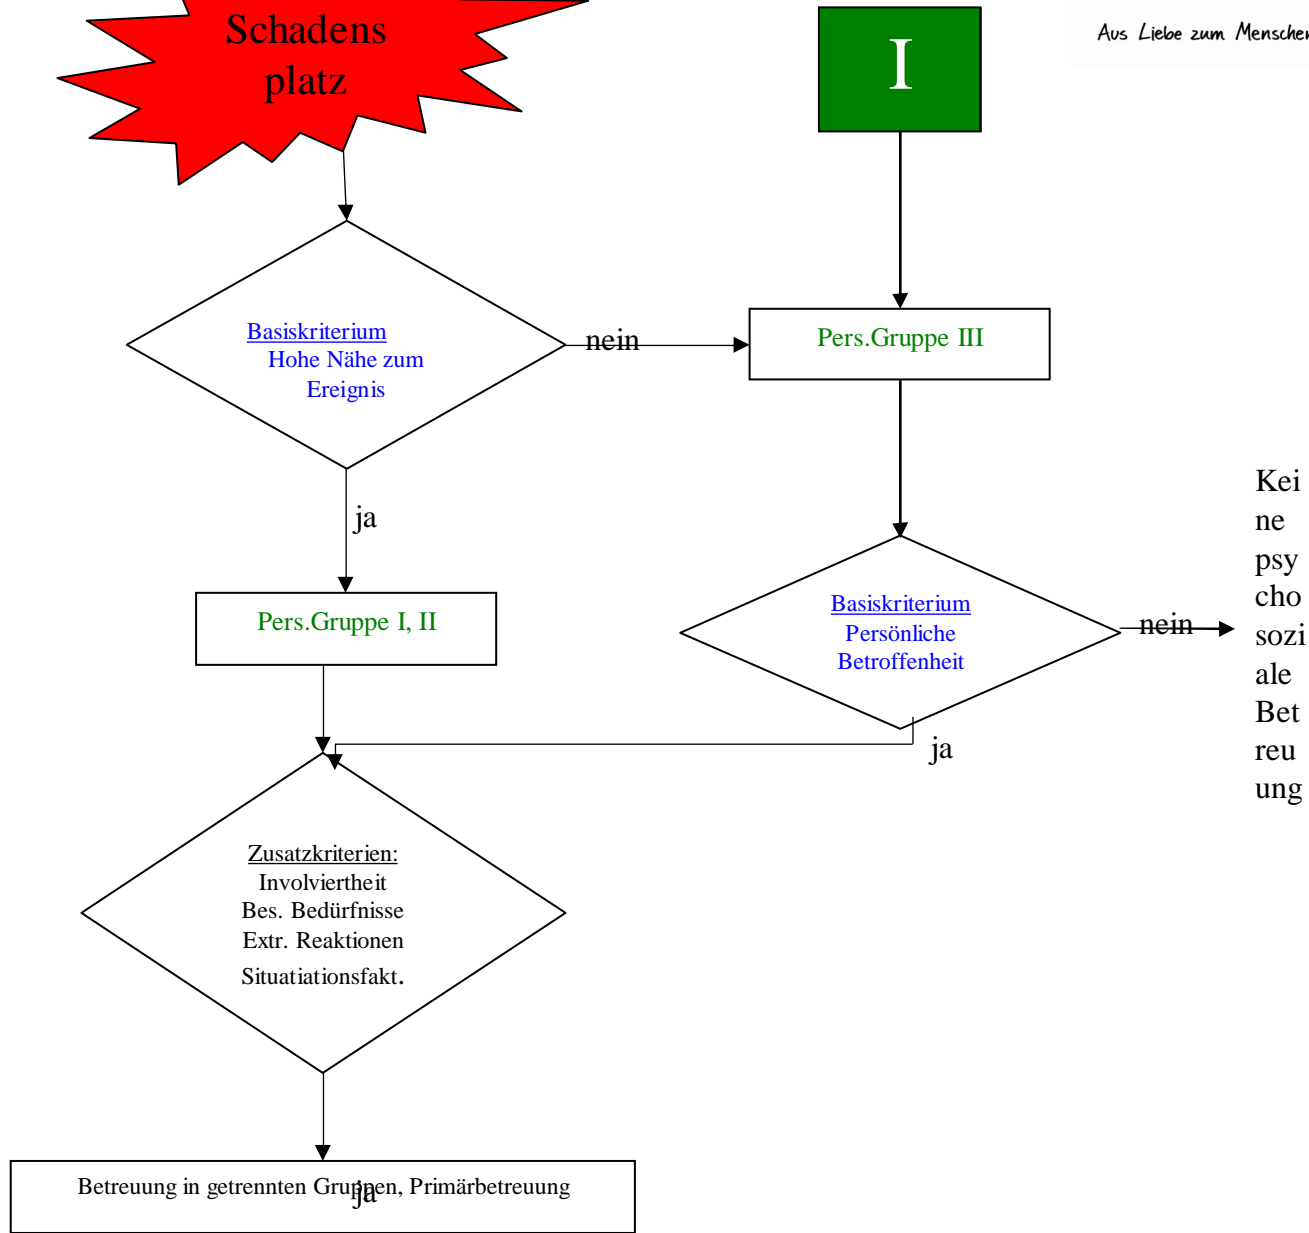 Schadens
platz
I
Aus Liebe zum Menschen
Basiskriterium
Hohe Nähe zum
Ereignis
nein
Pers.Gruppe III
ja
Pers.Gruppe I, II
Basiskriterium
Persönliche
Betroffenheit
nein
Kei
ne
psy
cho
sozi
ale
Bet
reu
ung
ja
Zusatzkriterien:
Involviertheit
Bes. Bedürfnisse
Extr. Reaktionen
Situatiationsfakt.
Betreuung in getrennten Gruppen, Primärbetreuung
ja